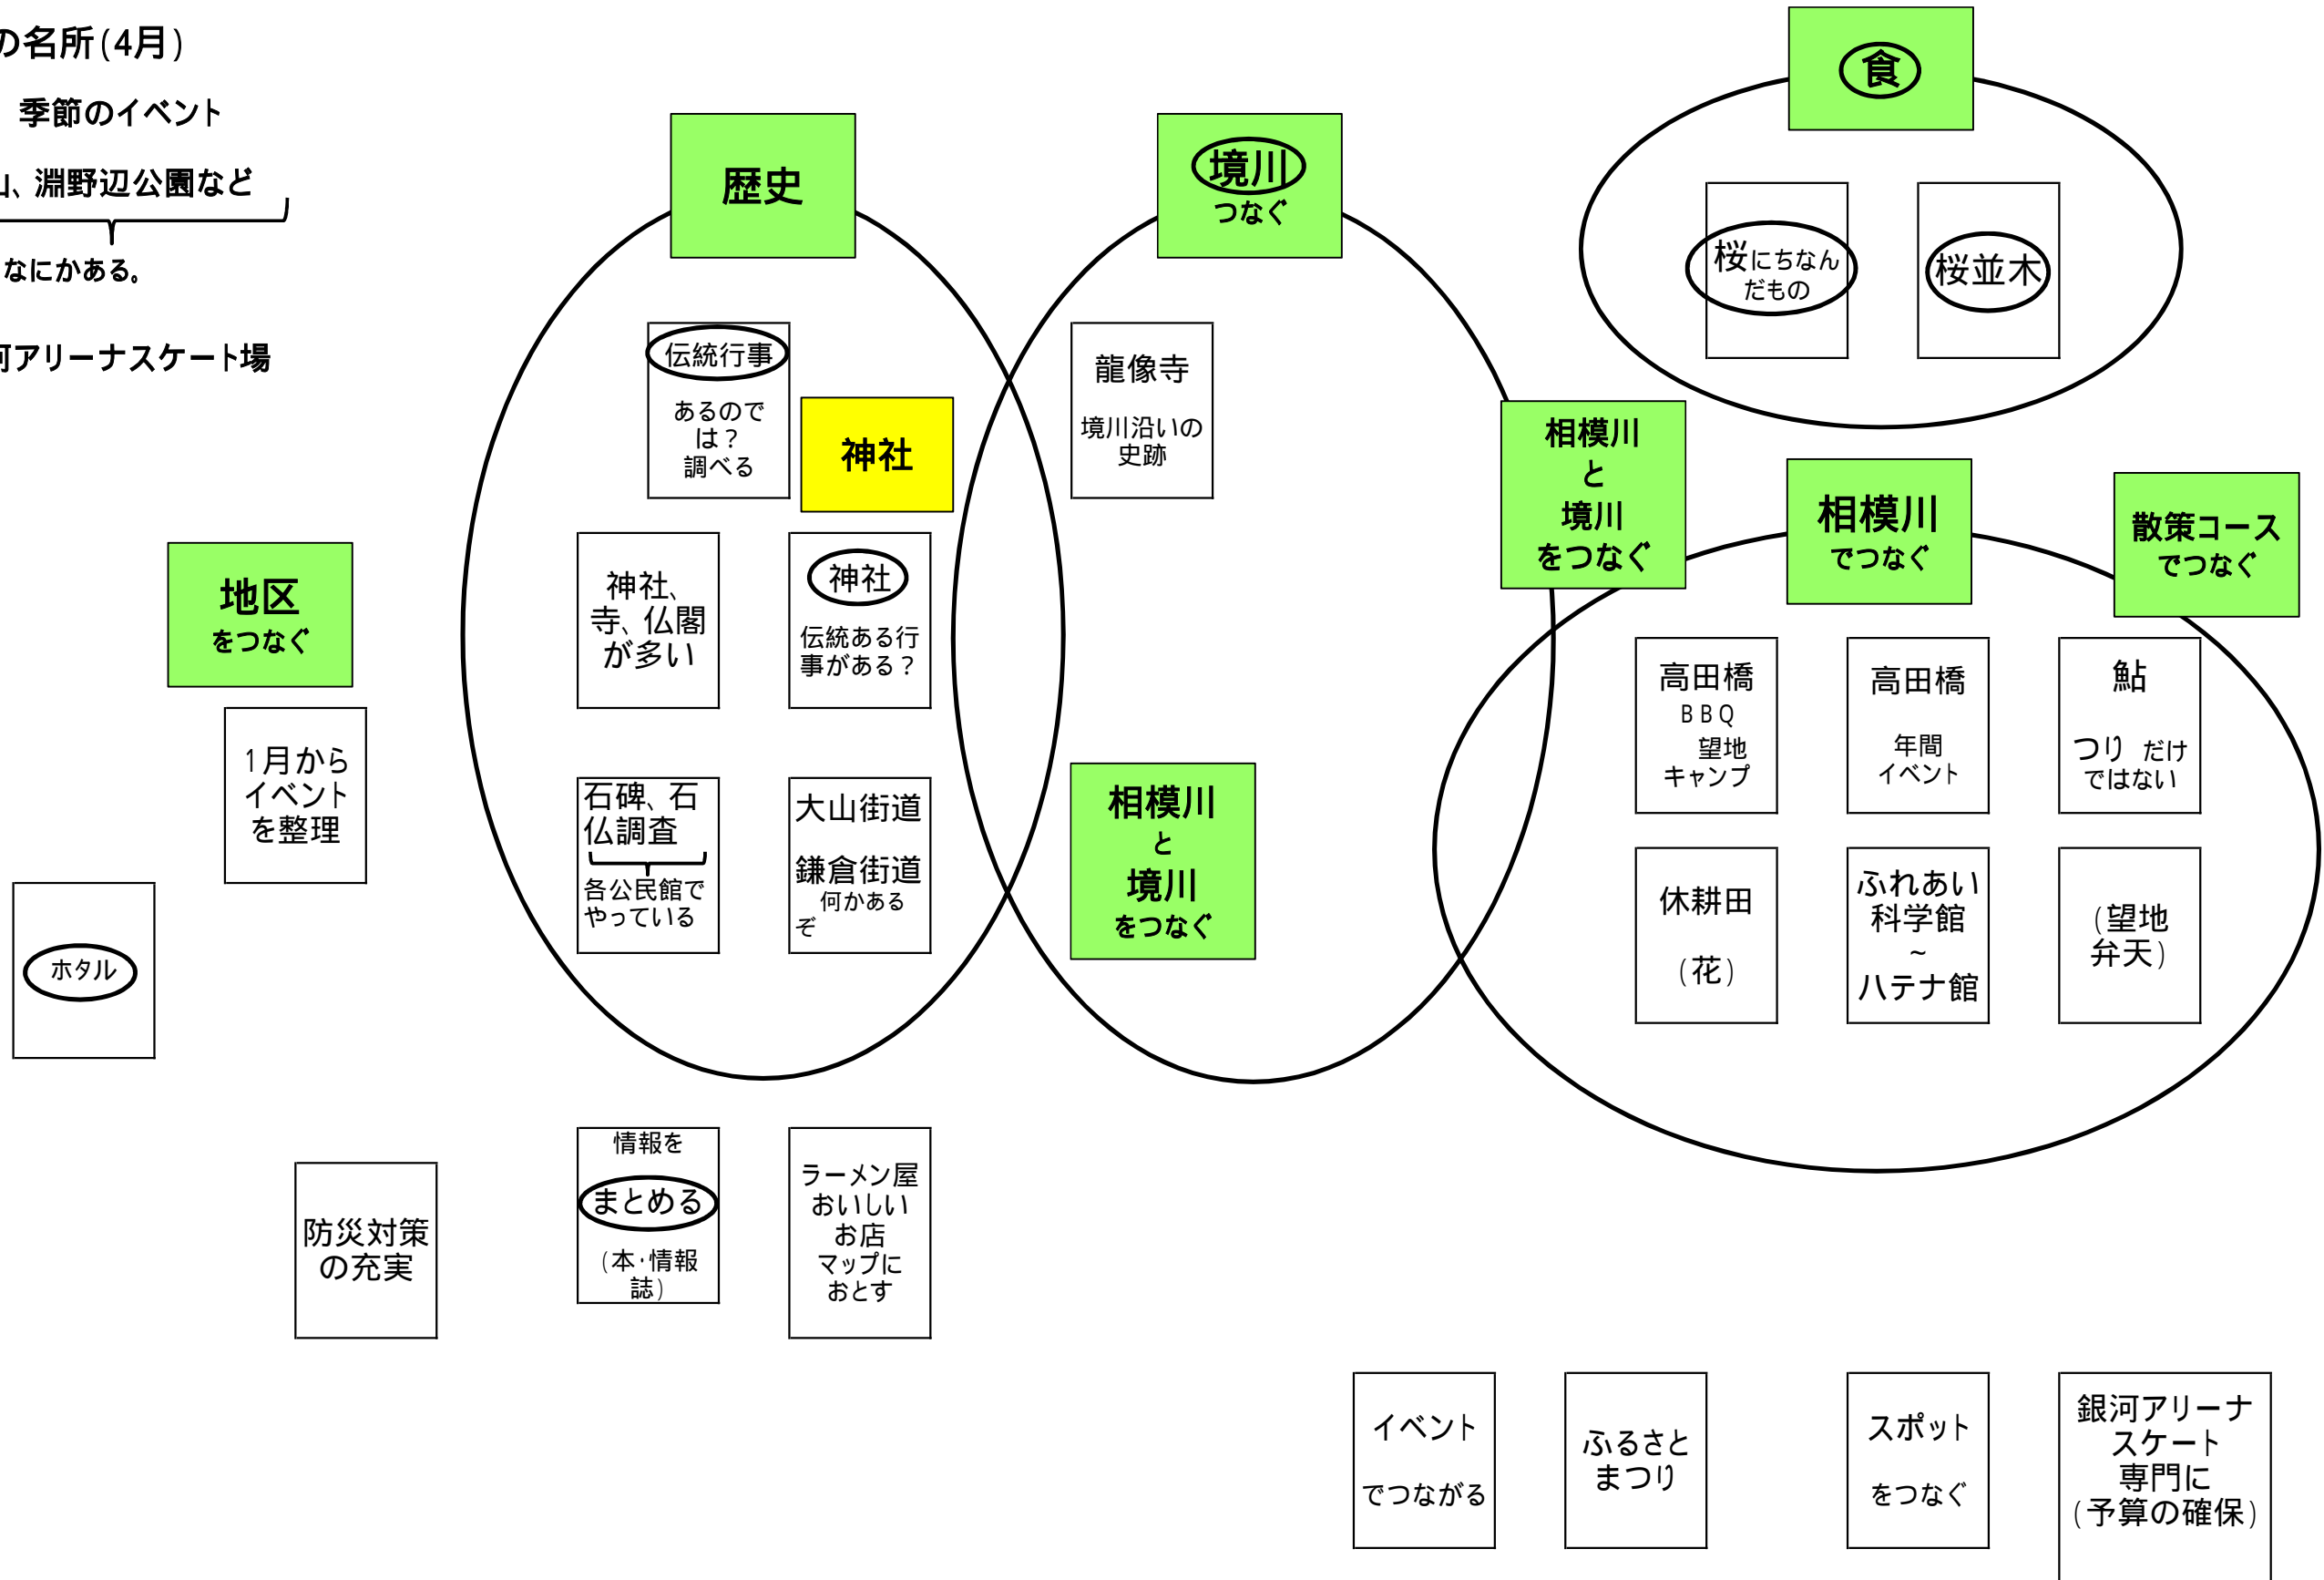 の名所(4月)
季節のイベント
山、淵野辺公園など
なにかある。
河アリーナスケート場
食
桜にちなん
だもの
桜並木
歴史
伝統行事
あるので
は?
調べる
神社
神社、
寺、仏閣
が多い
神社
伝統ある行
事がある?
石碑、石
仏調査
各公民館で
やっている
大山街道
鎌倉街道
何かある
ぞ
境川
つなぐ
龍像寺
境川沿いの
史跡
相模川
と
境川
をつなぐ
相模川
と
境川
をつなぐ
相模川
でつなぐ
散策コース
でつなぐ
高田橋
BBQ
望地
キャンプ
高田橋
年間
イベント
鮎
つり だけ
ではない
休耕田
(花)
ふれあい
科学館
~
ハテナ館
(望地
弁天)
地区
をつなぐ
1月から
イベント
を整理
ホタル
防災対策
の充実
情報を
まとめる
(本・情報
誌)
ラーメン屋
おいしい
お店
マップに
おとす
イベント
でつながる
ふるさと
まつり
スポット
をつなぐ
銀河アリーナ
スケート
専門に
(予算の確保)